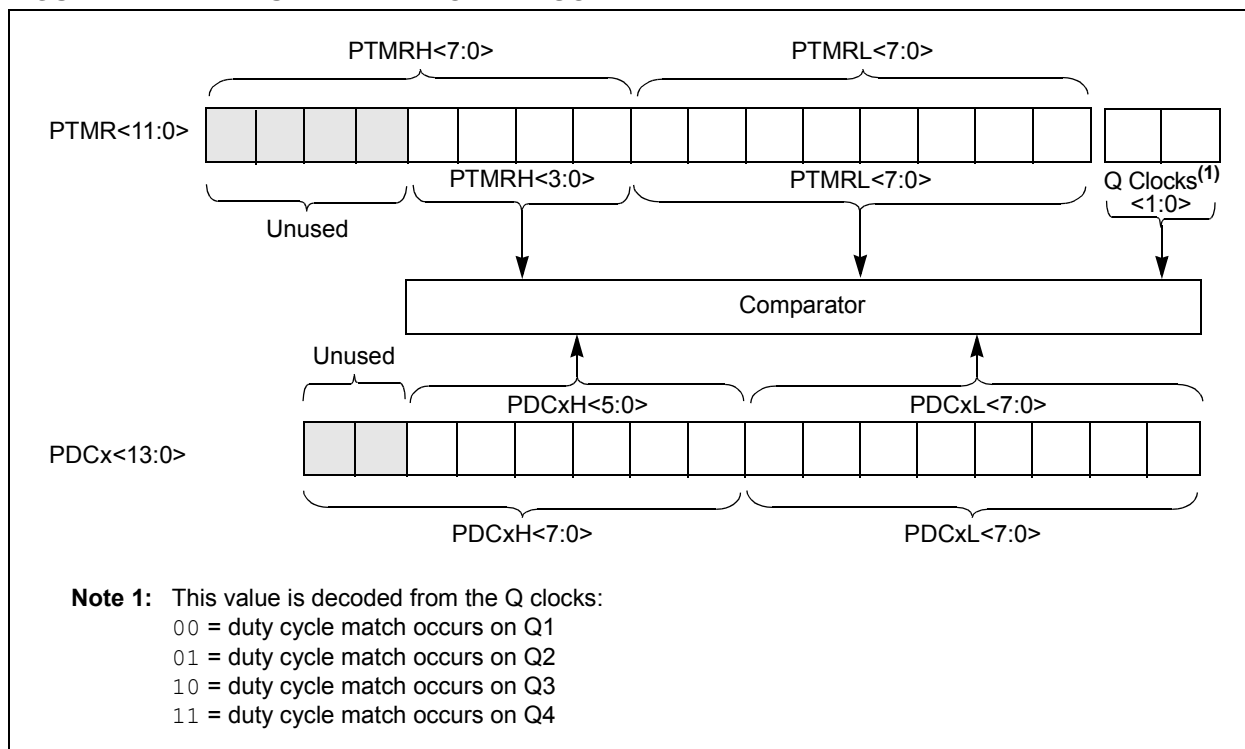 PTMRH<7:0> PTMRL<7:0>
PTMR<11:0>
PTMRH<3:0> PTMRL<7:0> Q Clocks(1)
<1:0>
Unused
Comparator
Unused
PDCxH<5:0> PDCxL<7:0>
PDCx<13:0>
PDCxH<7:0> PDCxL<7:0>
Note 1: This value is decoded from the Q clocks:
00 = duty cycle match occurs on Q1
01 = duty cycle match occurs on Q2
10 = duty cycle match occurs on Q3
11 = duty cycle match occurs on Q4